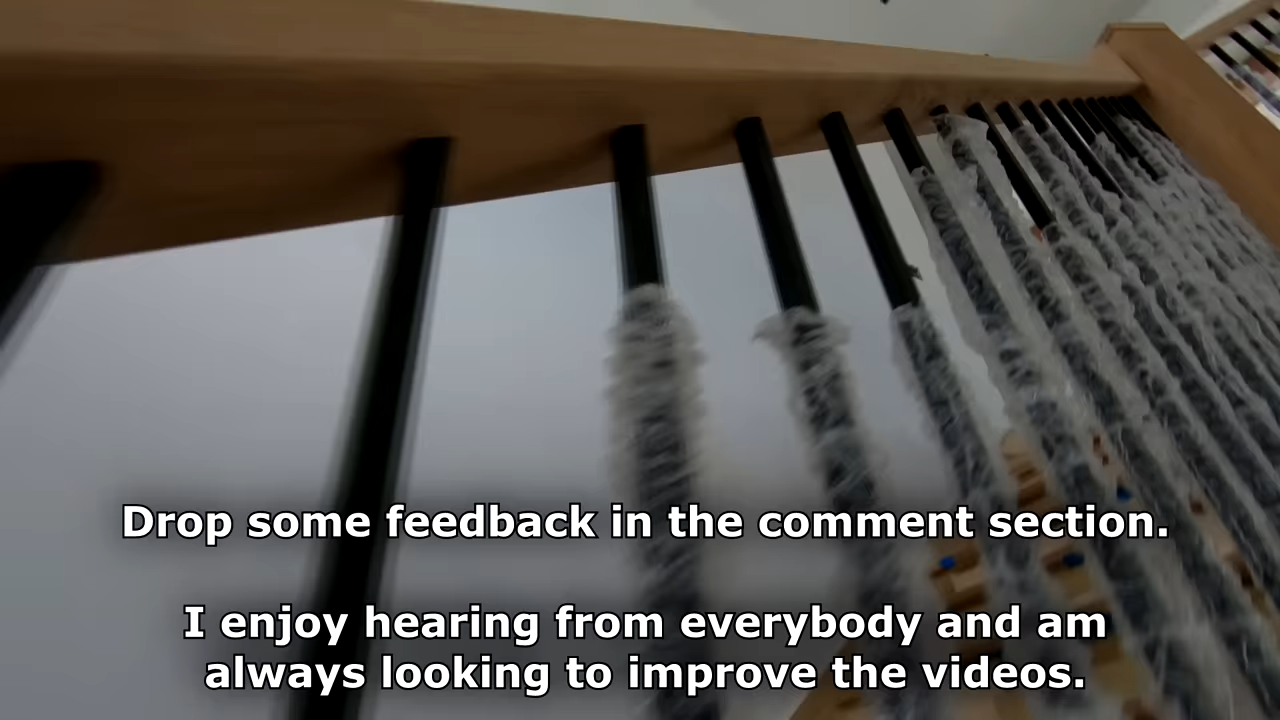 Drop some feedback in the comment section.
I enjoy hearing from everybody and am
always looking to improve the videos.